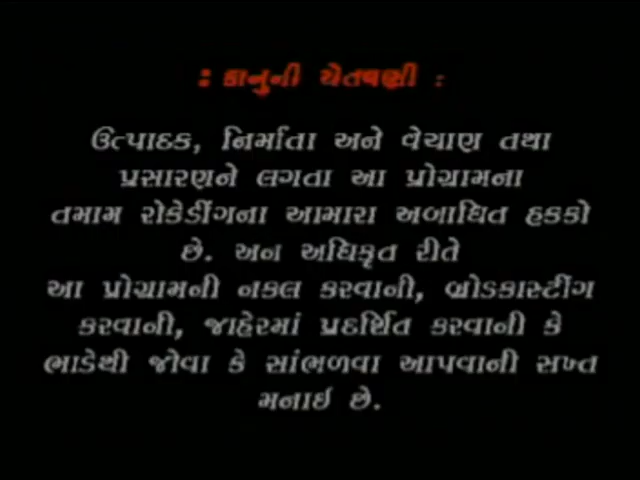 : કાનુની ચેતવણી :
ઉત્પાદક, નિર્માતા અને વેચાણ તથા
પ્રસારણને લગતા આ પ્રોગ્રામના
તમામ રોકેર્ડીંગના આમારા અબાધિત હકકો
છે. અન અધિકૃત રીતે
આ પ્રોગ્રામની નકલ કરવાની, બ્રોડકાસ્ટીંગ
કરવાની, જાહેરમાં પ્રદર્શિત કરવાની કે
ભાડેથી જોવા કે સાંભળવા આપવાની સખ્ત
મનાઇ છે.